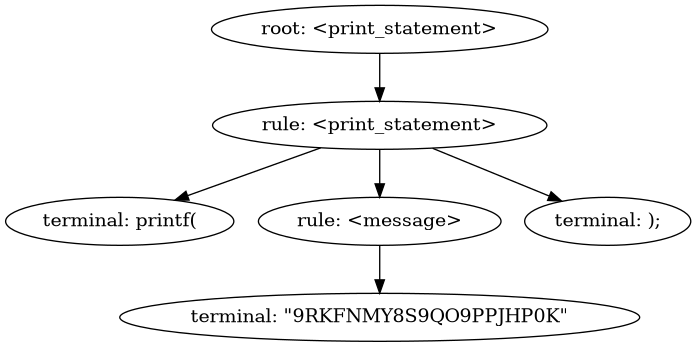 root: <print_statement>
rule: <print_statement>
terminal: printf(
rule: <message>
terminal: );
terminal: "9RKFNMY8S9QO9PPJHP0K"